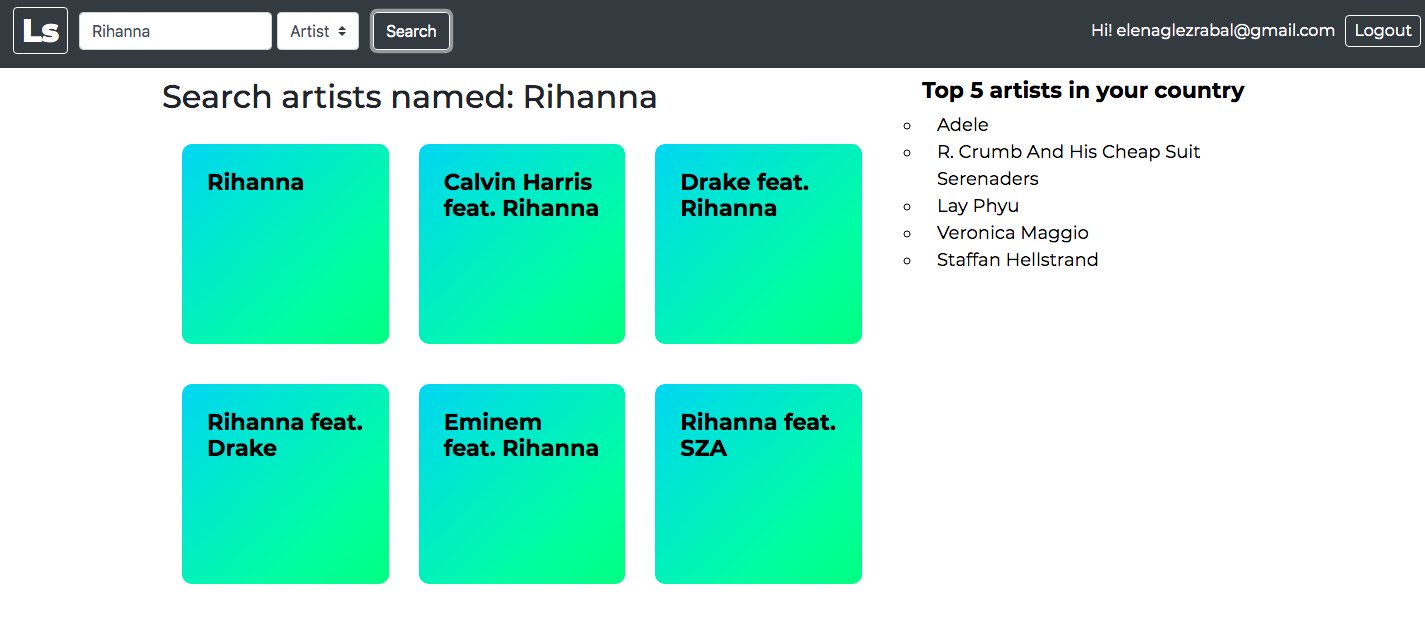 Ls
Rihanna
Artist
Search
Hi! elenaglezrabal@gmail.com
Logout
Search artists named: Rihanna
Rihanna
Calvin Harris
feat. Rihanna
Drake feat.
Rihanna
Rihanna feat.
Drake
Eminem
feat. Rihanna
Rihanna feat.
SZA
Top 5 artists in your country
Adele
R. Crumb And His Cheap Suit
Serenaders
Lay Phyu
Veronica Maggio
Staffan Hellstrand